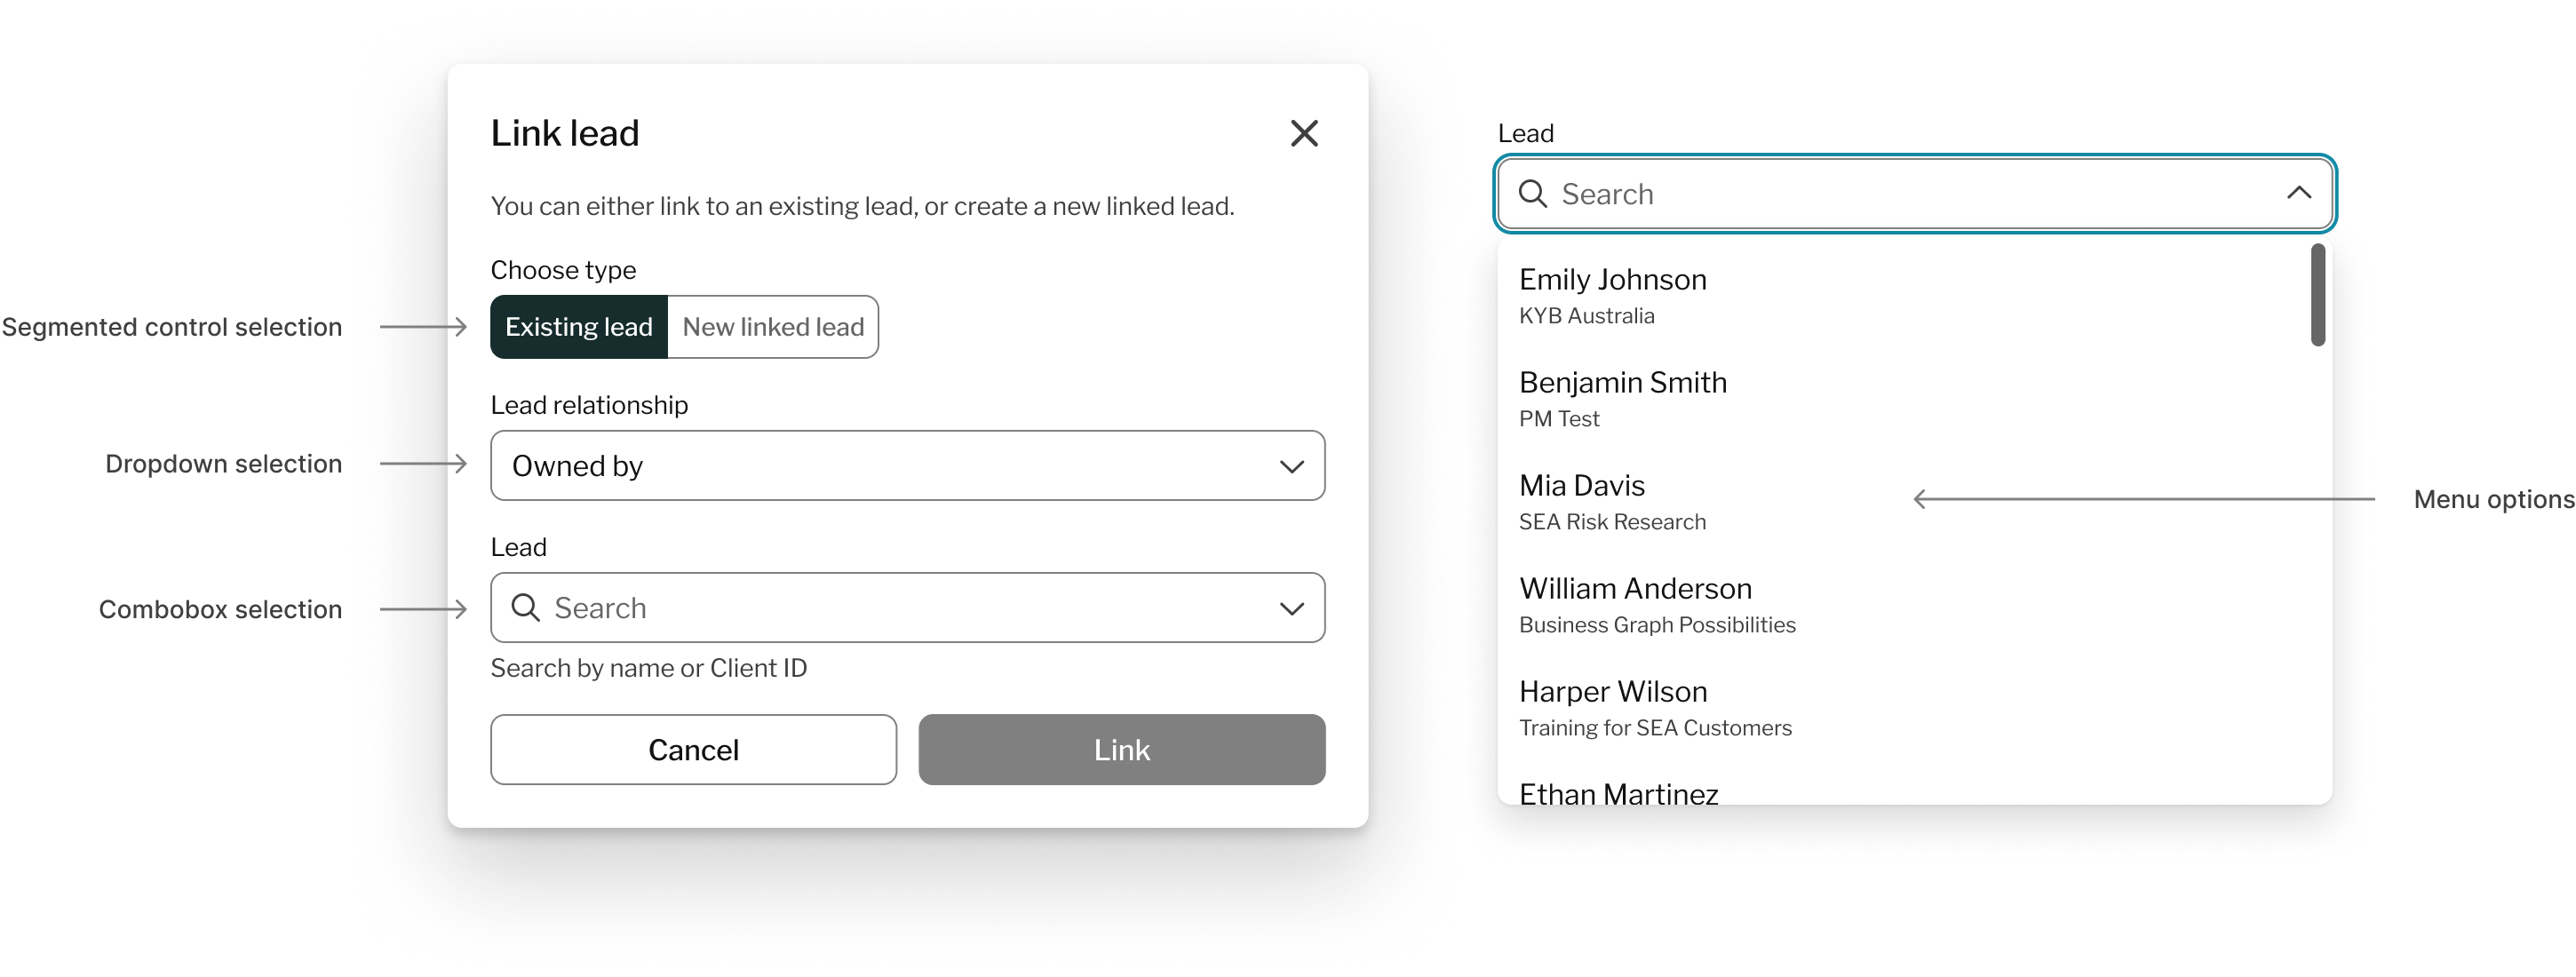 Link lead
You can either link to an existing lead, or create a new linked lead.
Choose type
Segmented control selection
Existing lead
New linked lead
Lead relationship
Dropdown selection
Owned by
Lead
Combobox selection
Search
Search by name or Client ID
Cancel
Link
Lead
Search
Emily Johnson
KYB Australia
Benjamin Smith
PM Test
Mia Davis
SEA Risk Research
Menu options
William Anderson
Business Graph Possibilities
Harper Wilson
Training for SEA Customers
Ethan Martinez